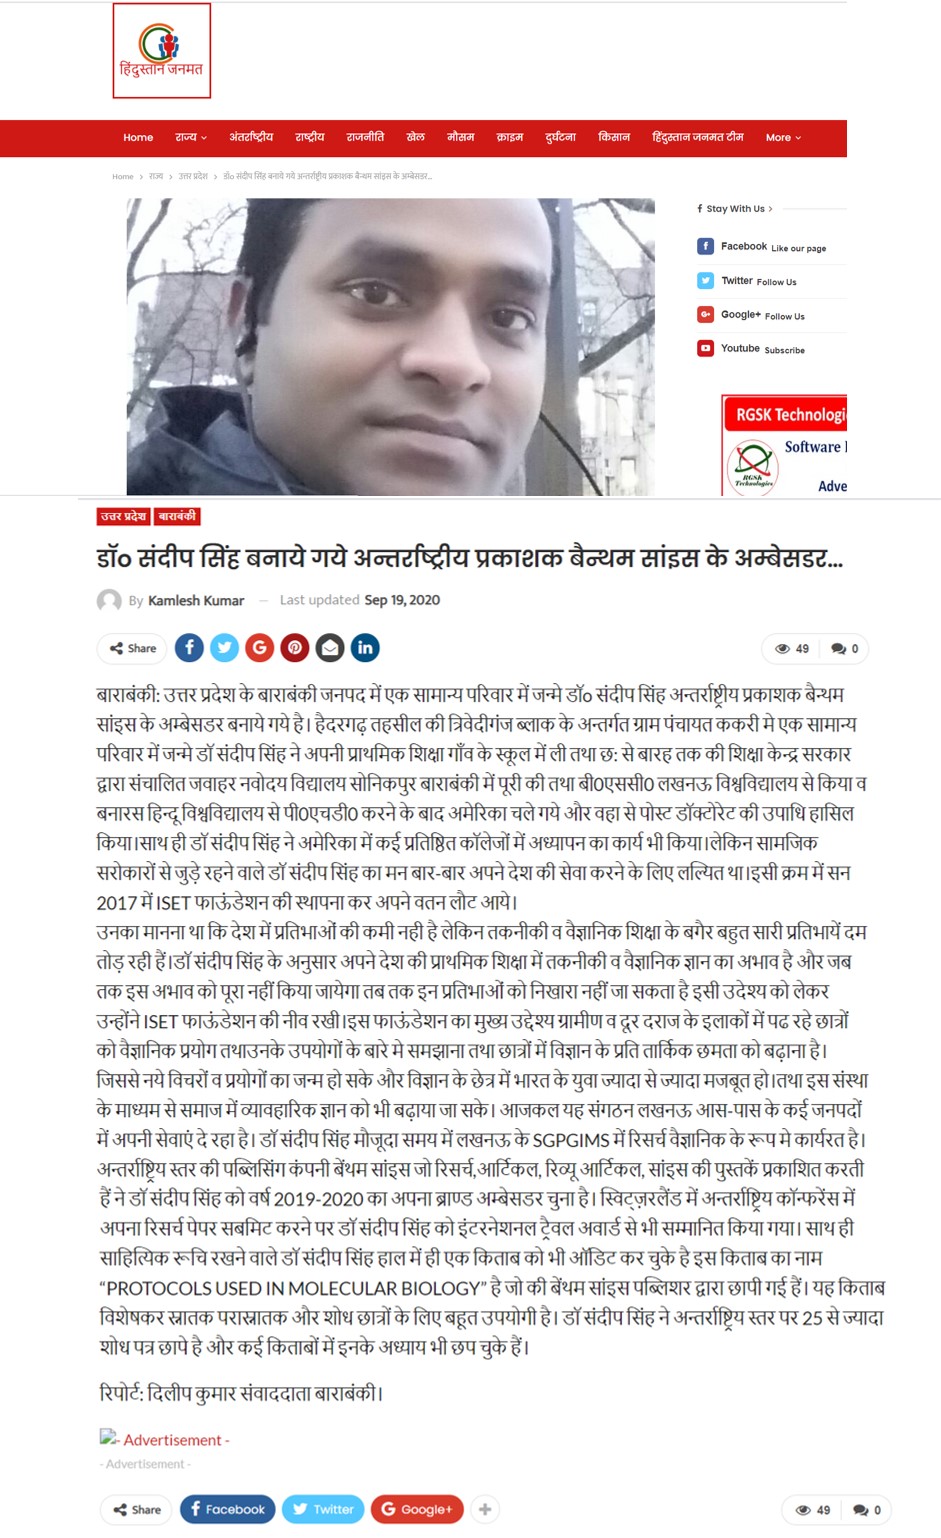 हिंदुस्तान जनमत
Home राज्य अंतर्राष्ट्रीय राष्ट्रीय राजनीति खेल मौसम क्राइम दुर्घटना किसान हिंदुस्तान जनमत टीम More
Home › राज्य › उत्तर प्रदेश › डॉo संदीप सिंह बनाये गये अन्तर्राष्ट्रीय प्रकाशक बैन्थम सांइस के अम्बेसडर...
Stay With Us ›
Facebook Like our page
Twitter Follow Us
Google+ Follow Us
Youtube Subscribe
RGSK Technologi
Software
RGSK
Technologies
Adve
उत्तर प्रदेश बाराबंकी
डॉo संदीप सिंह बनाये गये अन्तर्राष्ट्रीय प्रकाशक बैन्थम सांइस के अम्बेसडर...
By Kamlesh Kumar — Last updated Sep 19, 2020
Share 49 0
बाराबंकी: उत्तर प्रदेश के बाराबंकी जनपद में एक सामान्य परिवार में जन्मे डॉo संदीप सिंह अन्तर्राष्ट्रीय प्रकाशक बैन्थम
सांइस के अम्बेसडर बनाये गये है। हैदरगढ़ तहसील की त्रिवेदीगंज ब्लाक के अन्तर्गत ग्राम पंचायत ककरी मे एक सामान्य
परिवार में जन्मे डॉ संदीप सिंह ने अपनी प्राथमिक शिक्षा गाँव के स्कूल में ली तथा छ: से बारह तक की शिक्षा केन्द्र सरकार
द्वारा संचालित जवाहर नवोदय विद्यालय सोनिकपुर बाराबंकी में पूरी की तथा बी0एससी0 लखनऊ विश्वविद्यालय से किया व
बनारस हिन्दू विश्वविद्यालय से पी0एचडी0 करने के बाद अमेरिका चले गये और वहा से पोस्ट डॉक्टोरेट की उपाधि हासिल
किया।साथ ही डॉ संदीप सिंह ने अमेरिका में कई प्रतिष्ठित कॉलेजों में अध्यापन का कार्य भी किया।लेकिन सामजिक
सरोकारों से जुड़े रहने वाले डॉ संदीप सिंह का मन बार-बार अपने देश की सेवा करने के लिए लल्यित था।इसी क्रम में सन
2017 में ISET फाऊंडेशन की स्थापना कर अपने वतन लौट आये।
उनका मानना था कि देश में प्रतिभाओं की कमी नही है लेकिन तकनीकी व वैज्ञानिक शिक्षा के बगैर बहुत सारी प्रतिभायें दम
तोड़ रही हैं।डॉ संदीप सिंह के अनुसार अपने देश की प्राथमिक शिक्षा में तकनीकी व वैज्ञानिक ज्ञान का अभाव है और जब
तक इस अभाव को पूरा नहीं किया जायेगा तब तक इन प्रतिभाओं को निखारा नहीं जा सकता है इसी उदेश्य को लेकर
उन्होंने ISET फाऊंडेशन की नीव रखी।इस फाऊंडेशन का मुख्य उद्देश्य ग्रामीण व दूर दराज के इलाकों में पढ रहे छात्रों
को वैज्ञानिक प्रयोग तथाउनके उपयोगों के बारे मे समझाना तथा छात्रों में विज्ञान के प्रति तार्किक छमता को बढ़ाना है।
जिससे नये विचरों व प्रयोगों का जन्म हो सके और विज्ञान के छेत्र में भारत के युवा ज्यादा से ज्यादा मजबूत हो।तथा इस संस्था
के माध्यम से समाज में व्यावहारिक ज्ञान को भी बढ़ाया जा सके। आजकल यह संगठन लखनऊ आस-पास के कई जनपदों
में अपनी सेवाएं दे रहा है। डॉ संदीप सिंह मौजूदा समय में लखनऊ के SGPGIMS में रिसर्च वैज्ञानिक के रूप मे कार्यरत है।
अन्तर्राष्ट्रिय स्तर की पब्लिसिंग कंपनी बेंथम सांइस जो रिसर्च,आर्टिकल, रिव्यू आर्टिकल, सांइस की पुस्तकें प्रकाशित करती
हैं ने डॉ संदीप सिंह को वर्ष 2019-2020 का अपना ब्राण्ड अम्बेसडर चुना है। स्विट्ज़रलैंड में अन्तर्राष्ट्रिय कॉन्फरेंस में
अपना रिसर्च पेपर सबमिट करने पर डॉ संदीप सिंह को इंटरनेशनल ट्रैवल अवार्ड से भी सम्मानित किया गया। साथ ही
साहित्यिक रूचि रखने वाले डॉ संदीप सिंह हाल में ही एक किताब को भी ऑडिट कर चुके है इस किताब का नाम
“PROTOCOLS USED IN MOLECULAR BIOLOGY” है जो की बेंथम सांइस पब्लिशर द्वारा छापी गई हैं। यह किताब
विशेषकर स्नातक परास्नातक और शोध छात्रों के लिए बहूत उपयोगी है। डॉ संदीप सिंह ने अन्तर्राष्ट्रिय स्तर पर 25 से ज्यादा
शोध पत्र छापे है और कई किताबों में इनके अध्याय भी छप चुके हैं।
रिपोर्ट: दिलीप कुमार संवाददाता बाराबंकी।
- Advertisement -
- Advertisement -
Share Facebook Twitter Google+ 49 0